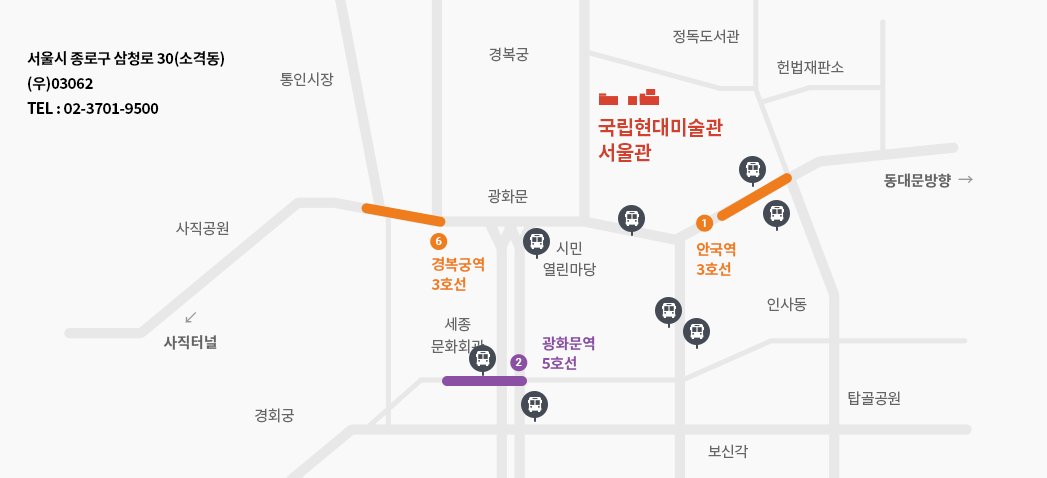 서울시 종로구 삼청로 30(소격동)
(우)03062
TEL : 02-3701-9500
통인시장
경복궁
정독도서관
헌법재판소
국립현대미술관
서울관
동대문방향 →
광화문
사직공원
6
경복궁역
3호선
시민
열린마당
1
안국역
3호선
인사동
↙
사직터널
세종
문화회관
2
광화문역
5호선
경회궁
탑골공원
보신각